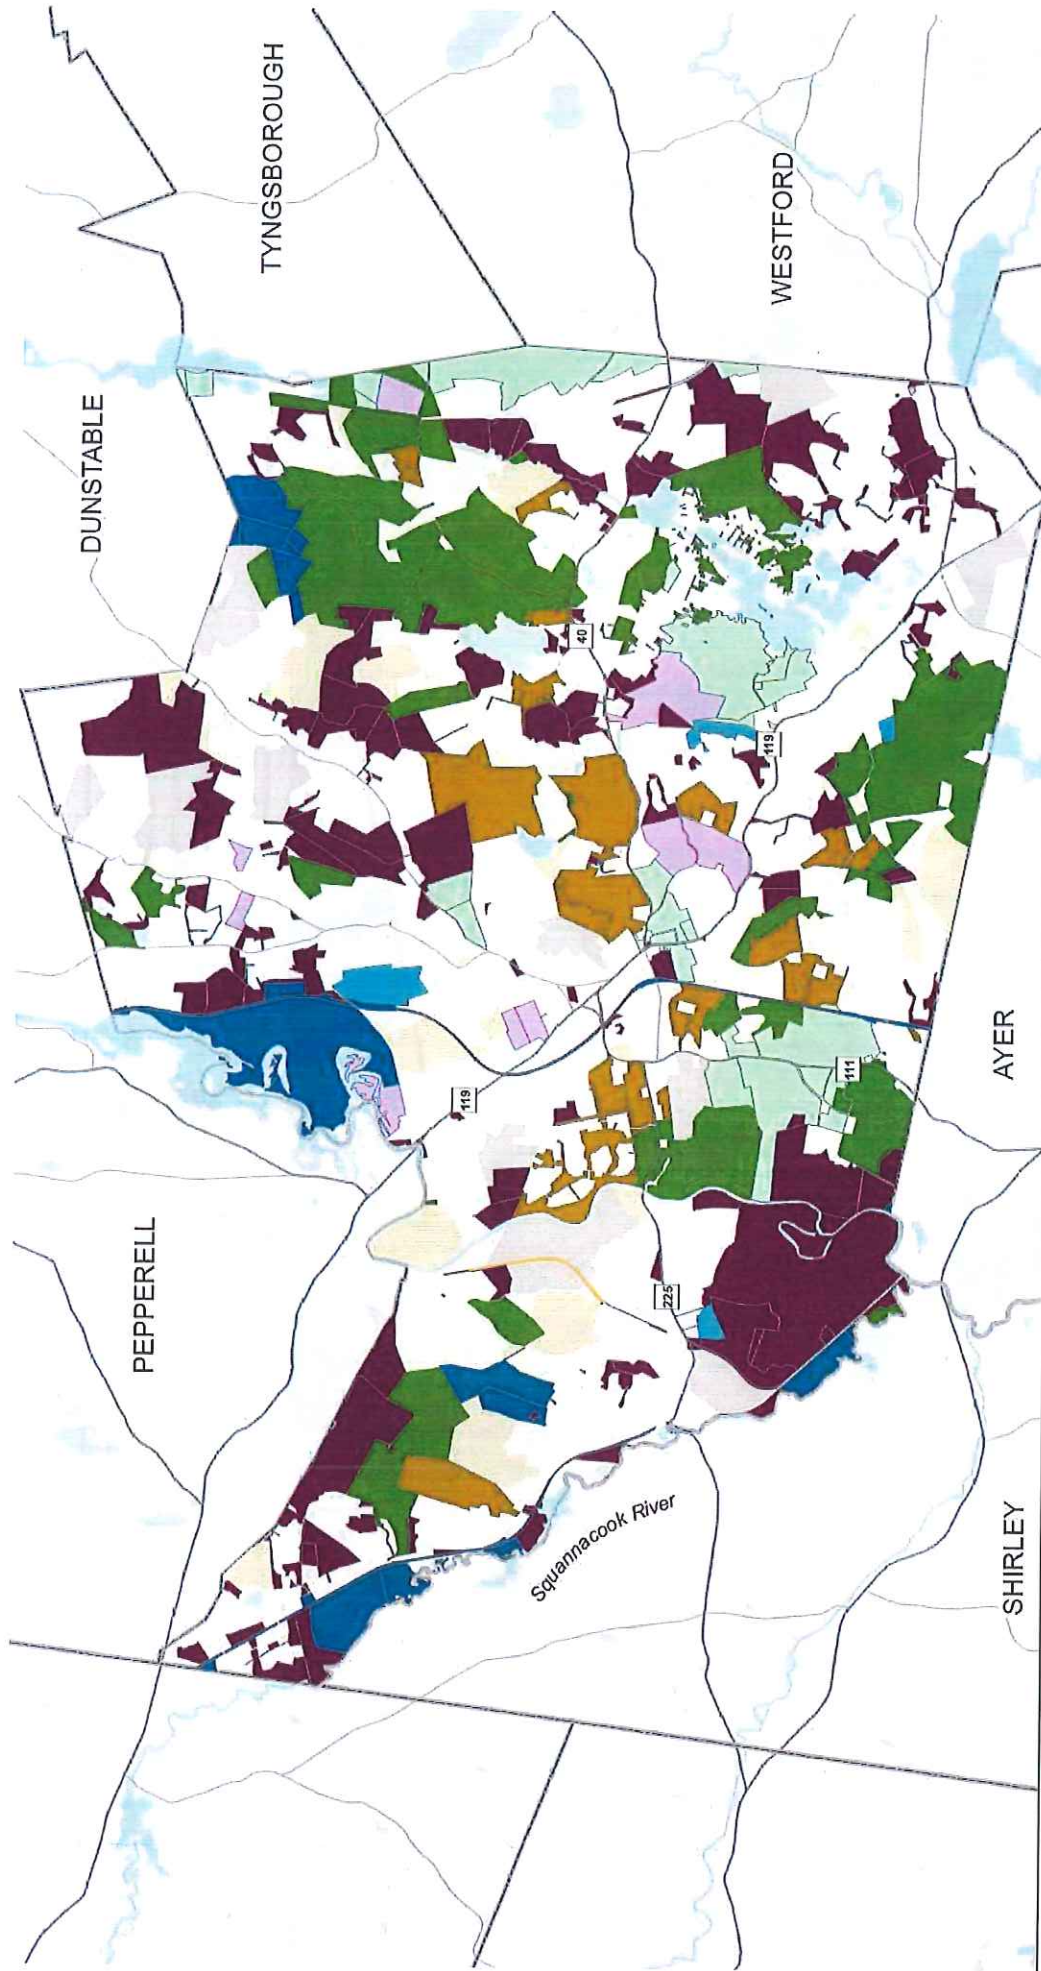 TYNGSBOROUGH
DUNSTABLE
WESTFORD
40
119
119
AYER
111
PEPPERELL
225
Squannacook River
SHIRLEY